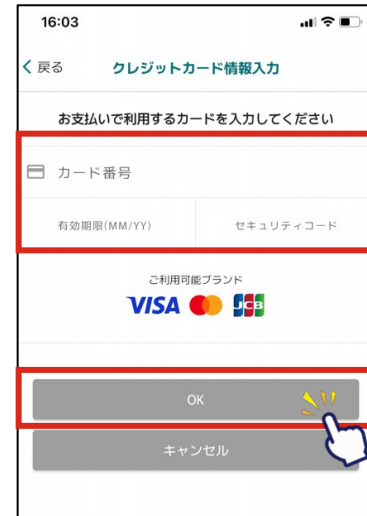 16:03
戻る クレジットカード情報入力
お支払いで利用するカードを入力してください
カード番号
有効期限(MM/YY) セキュリティコード
ご利用可能ブランド
VISA JCB
OK
キャンセル